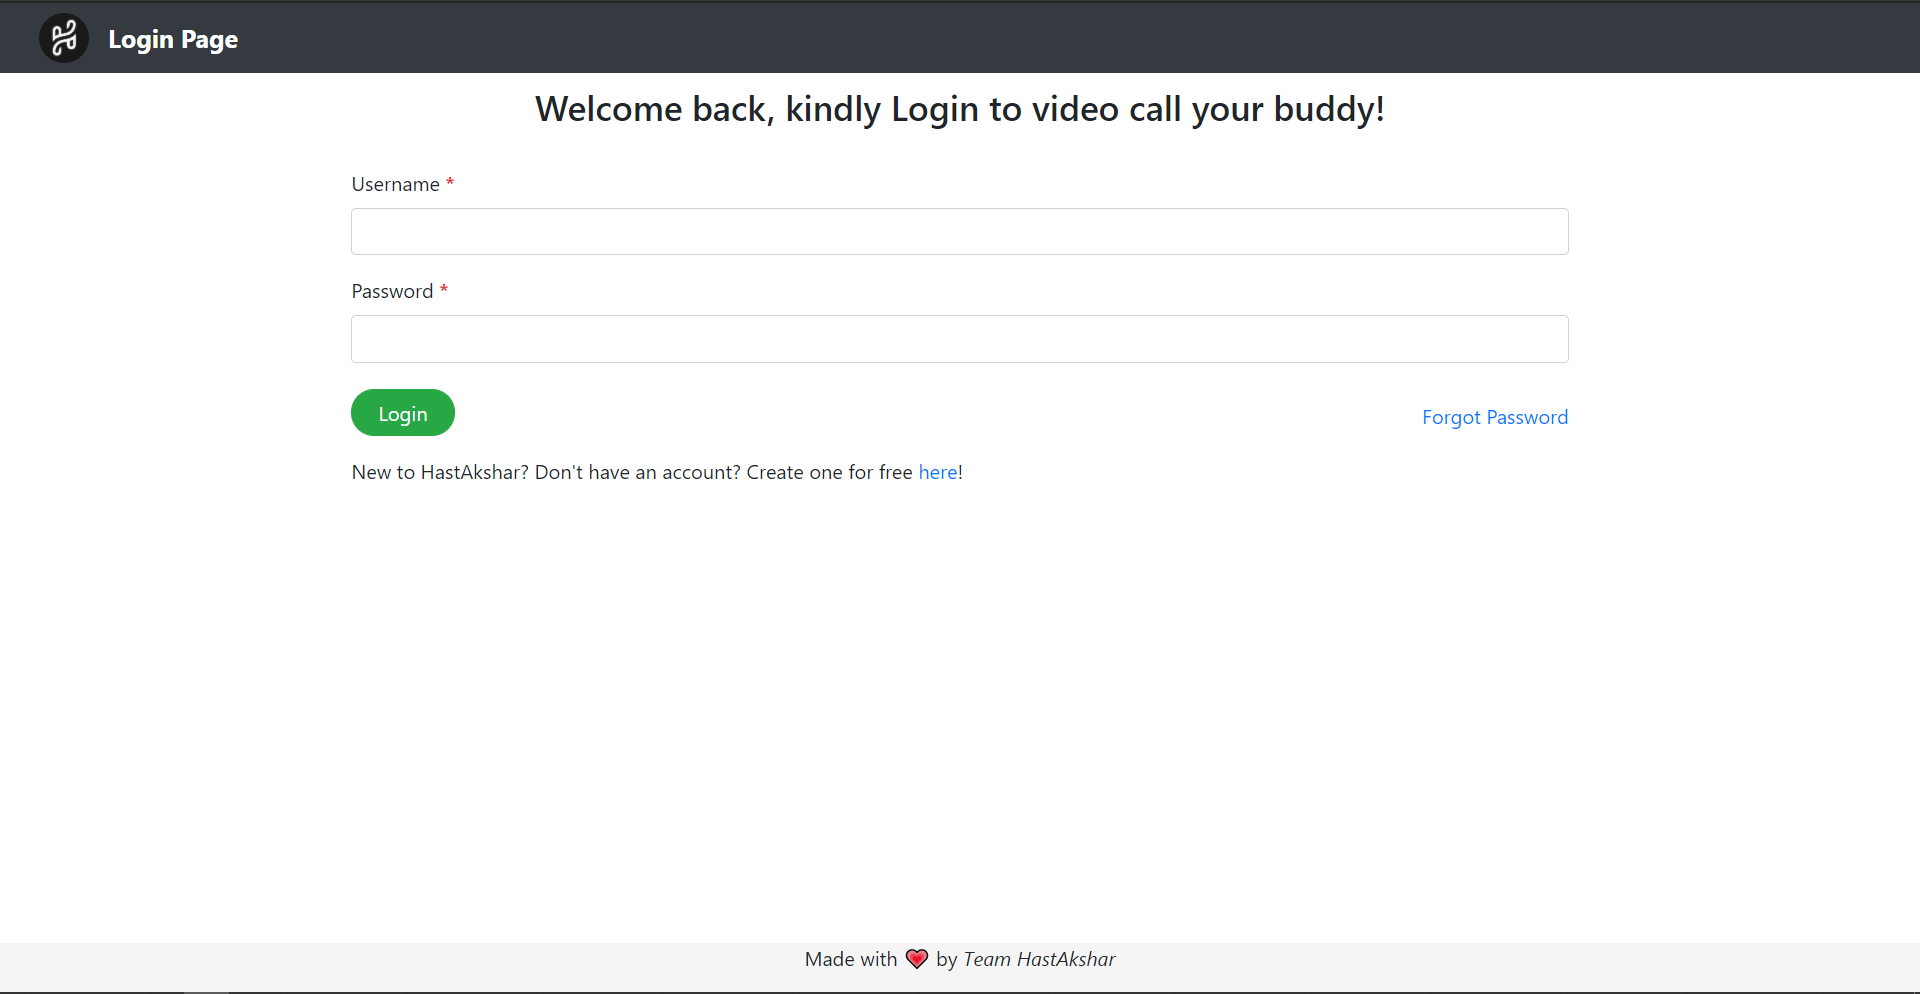 Login Page
Welcome back, kindly Login to video call your buddy!
Username *
Password *
Login
Forgot Password
New to HastAkshar? Don't have an account? Create one for free here!
Made with ❤ by Team HastAkshar